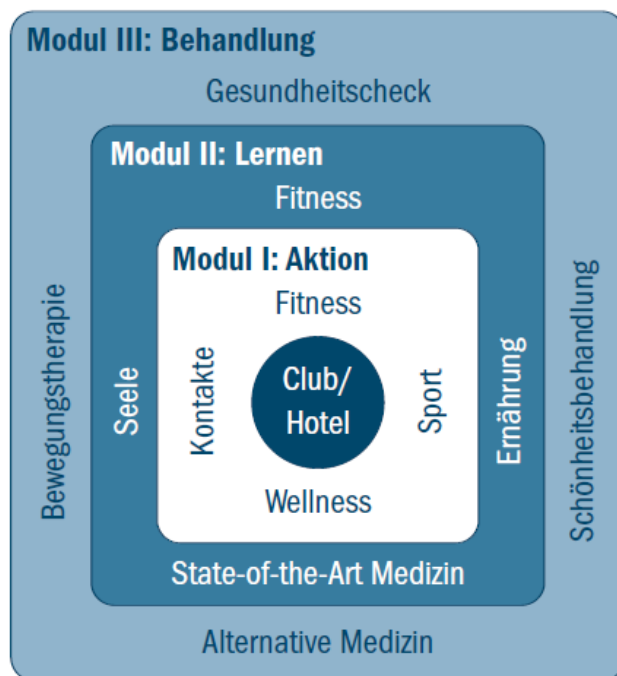 Modul III: Behandlung
Gesundheitscheck
Modul II: Lernen
Fitness
Modul I: Aktion
Fitness
Bewegungstherapie
Seele
Kontakte
Club/
Hotel
Sport
Ernährung
Schönheitsbehandlung
Wellness
State-of-the-Art Medizin
Alternative Medizin